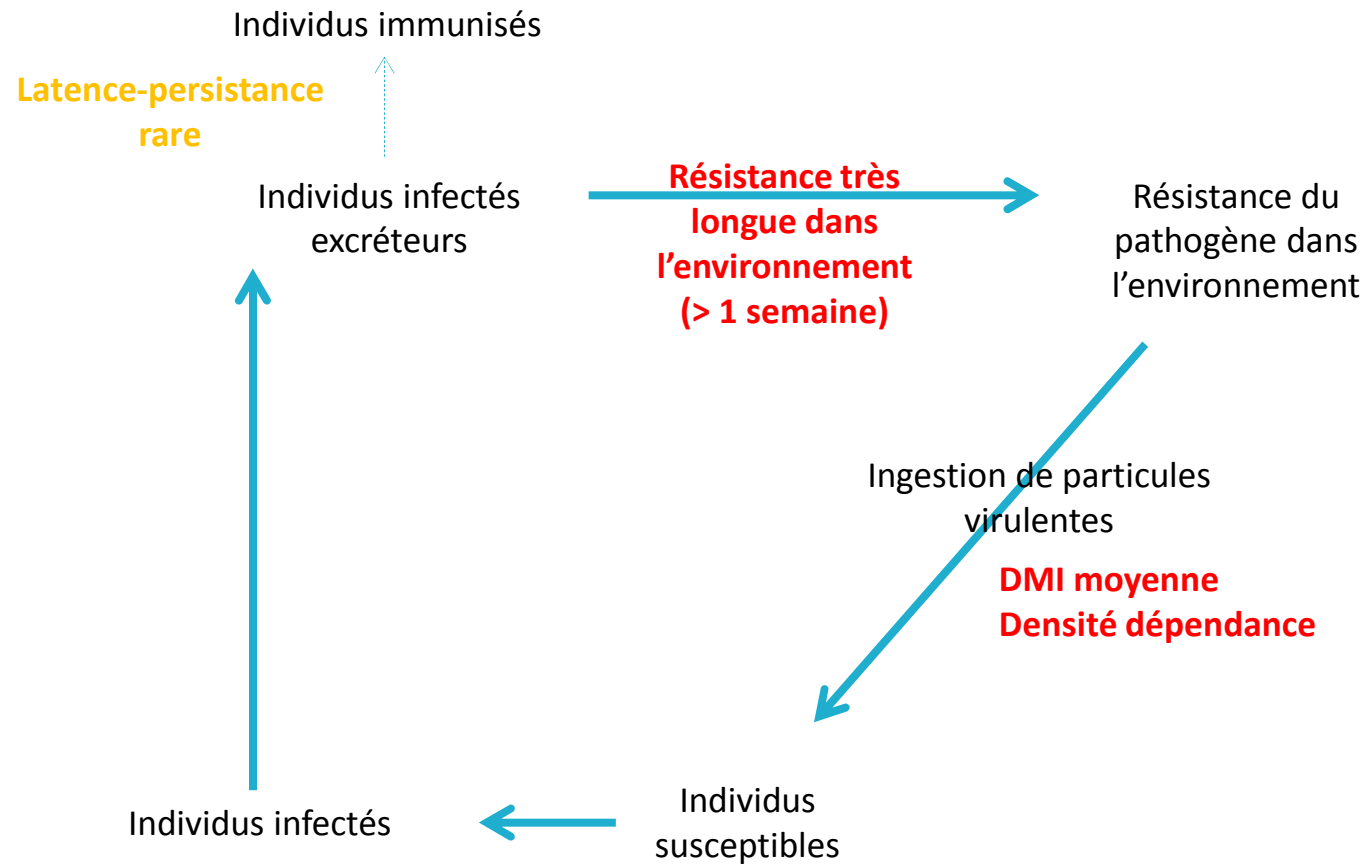 Individus immunisés
Latence-persistance
rare
Individus infectés
excréteurs
Résistance très
longue dans
l'environnement
(> 1 semaine)
Résistance du
pathogène dans
l'environnement
Ingestion de particules
virulentes
DMI moyenne
Densité dépendance
Individus
susceptibles
Individus infectés